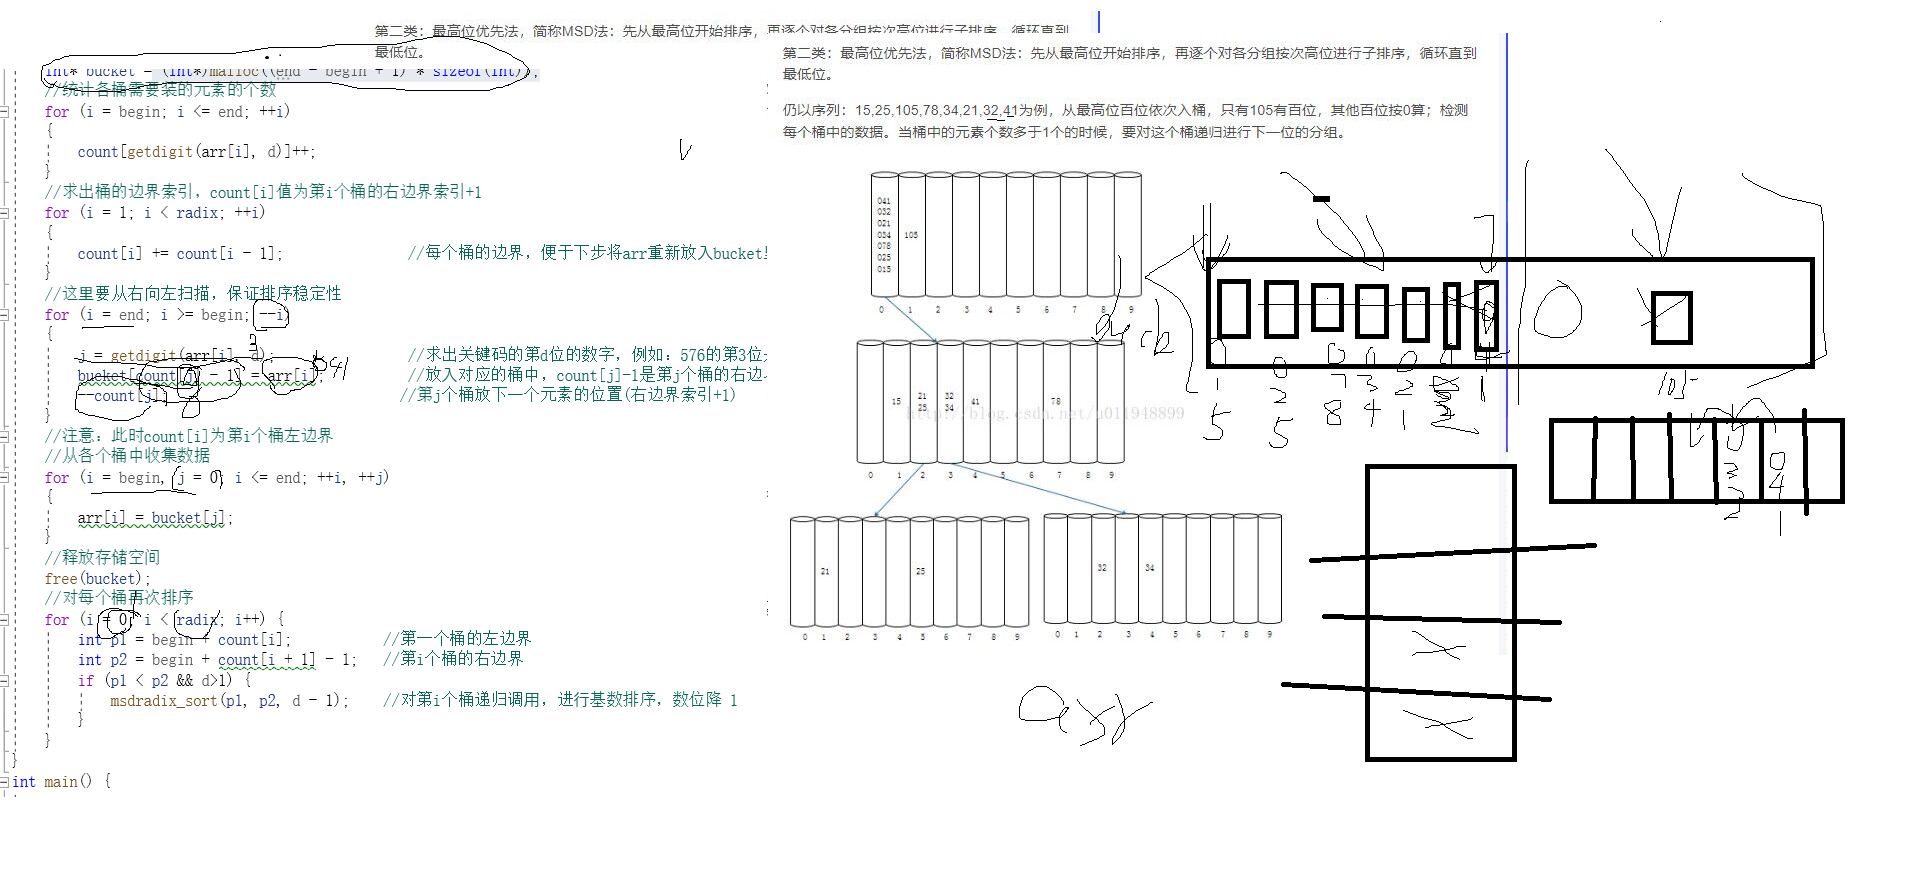 第二类：最高位优先法，简称MSD法：先从最高位开始排序，再逐个对各分组按次高位进行子排序，循环直到
最低位。
int* bucket = (int*)malloc((end - begin + 1) * sizeof(int));
//统计各桶需要装的元素的个数
for (i = begin; i <= end; ++i)
{
count[getdigit(arr[i], d)]++;
}
//求出桶的边界索引，count[i]值为第i个桶的右边界索引+1
for (i = 1; i < radix; ++i)
{
count[i] += count[i - 1]; //每个桶的边界，便于下步将arr重新放入bucket
}
//这里要从右向左扫描，保证排序稳定性
for (i = end; i >= begin; --i)
{
j = getdigit(arr[i], d); //求出关键码的第d位的数字，例如：576的第3位
bucket[count[j] - 1] = arr[i]; //放入对应的桶中，count[j]-1是第j个桶的右边
--count[j]; //第j个桶放下一个元素的位置(右边界索引+1)
}
//注意：此时count[i]为第i个桶左边界
//从各个桶中收集数据
for (i = begin, j = 0; i <= end; ++i, ++j)
{
arr[i] = bucket[j];
}
//释放存储空间
free(bucket);
//对每个桶再次排序
for (i = 0; i < radix; i++) {
int p1 = begin + count[i]; //第一个桶的左边界
int p2 = begin + count[i + 1] - 1; //第i个桶的右边界
if (p1 < p2 && d>1) {
msdradix_sort(p1, p2, d - 1); //对第i个桶递归调用，进行基数排序，数位降 1
}
}
}
int main() {
第二类：最高位优先法，简称MSD法：先从最高位开始排序，再逐个对各分组按次高位进行子排序，循环直到
最低位。
仍以序列：15,25,105,78,34,21,32,41为例，从最高位百位依次入桶，只有105有百位，其他百位按0算；检测
每个桶中的数据。当桶中的元素个数多于1个的时候，要对这个桶递归进行下一位的分组。
041
032
021
034
078
025
015
105
0 1 2 3 4 5 6 7 8 9
15 21 32 41 78
25 34
http://blog.csdn.net/u011948899
0 1 2 3 4 5 6 7 8 9
21 25
0 1 2 3 4 5 6 7 8 9
32 34
0 1 2 3 4 5 6 7 8 9
0 1 5
0 2 5
0 7 8
0 3 4
0 2 1
105
0 3 2
0 4 1